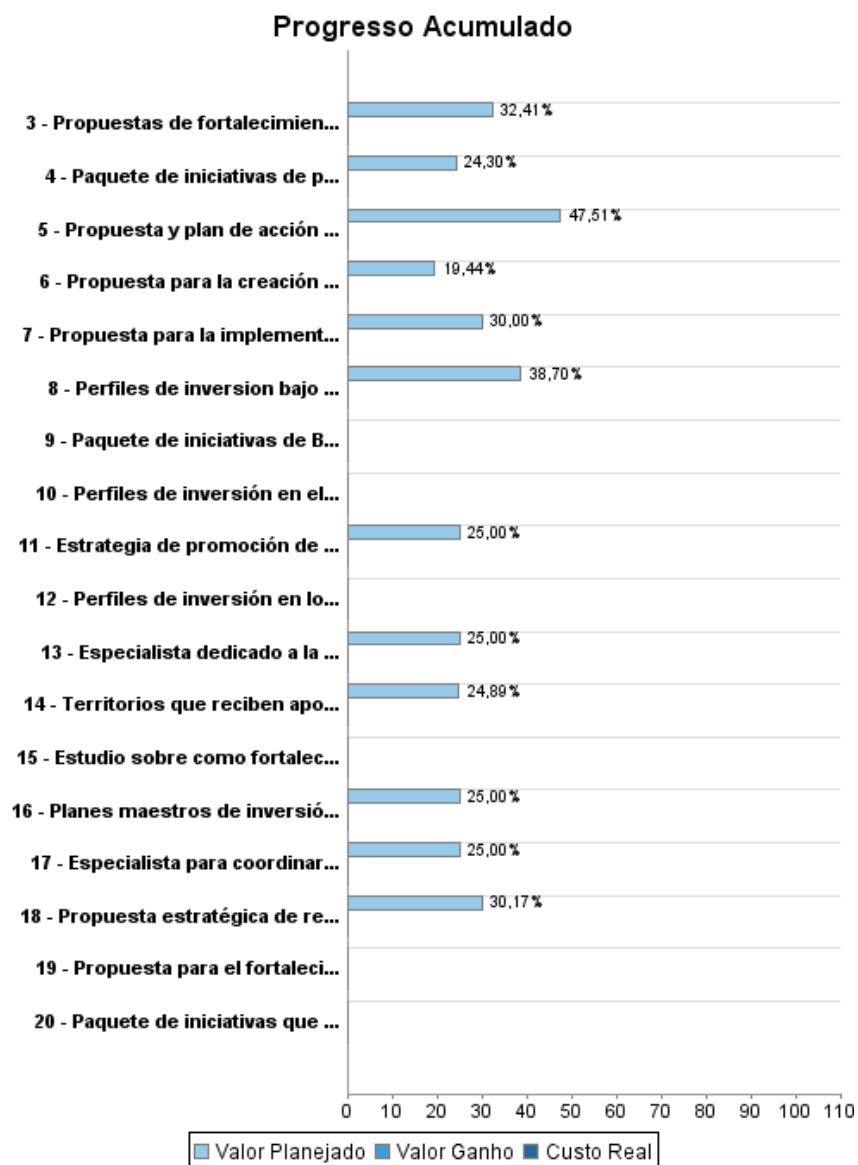 Progresso Acumulado
3 - Propuestas de fortalecimien... 32,41%
4 - Paquete de iniciativas de p... 24,30%
5 - Propuesta y plan de acción ... 47,51%
6 - Propuesta para la creación ... 19,44%
7 - Propuesta para la implement... 30,00%
8 - Perfiles de inversion bajo ... 38,70%
9 - Paquete de iniciativas de B...
10 - Perfiles de inversión en el...
11 - Estrategia de promoción de ... 25,00%
12 - Perfiles de inversión en lo...
13 - Especialista dedicado a la ... 25,00%
14 - Territorios que reciben apo... 24,89%
15 - Estudio sobre como fortalec...
16 - Planes maestros de inversió... 25,00%
17 - Especialista para coordinar... 25,00%
18 - Propuesta estratégica de re... 30,17%
19 - Propuesta para el fortaleci...
20 - Paquete de iniciativas que ...
0 10 20 30 40 50 60 70 80 90 100 110
Valor Planejado Valor Ganho Custo Real